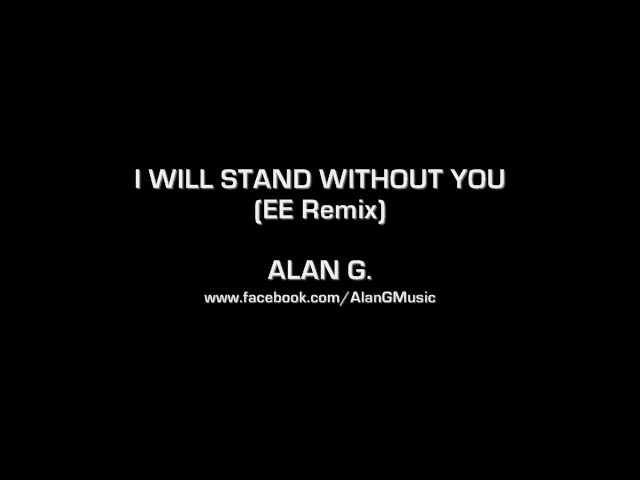 I WILL STAND WITHOUT YOU
(EE Remix)
ALAN G.
www.facebook.com/AlanGMusic